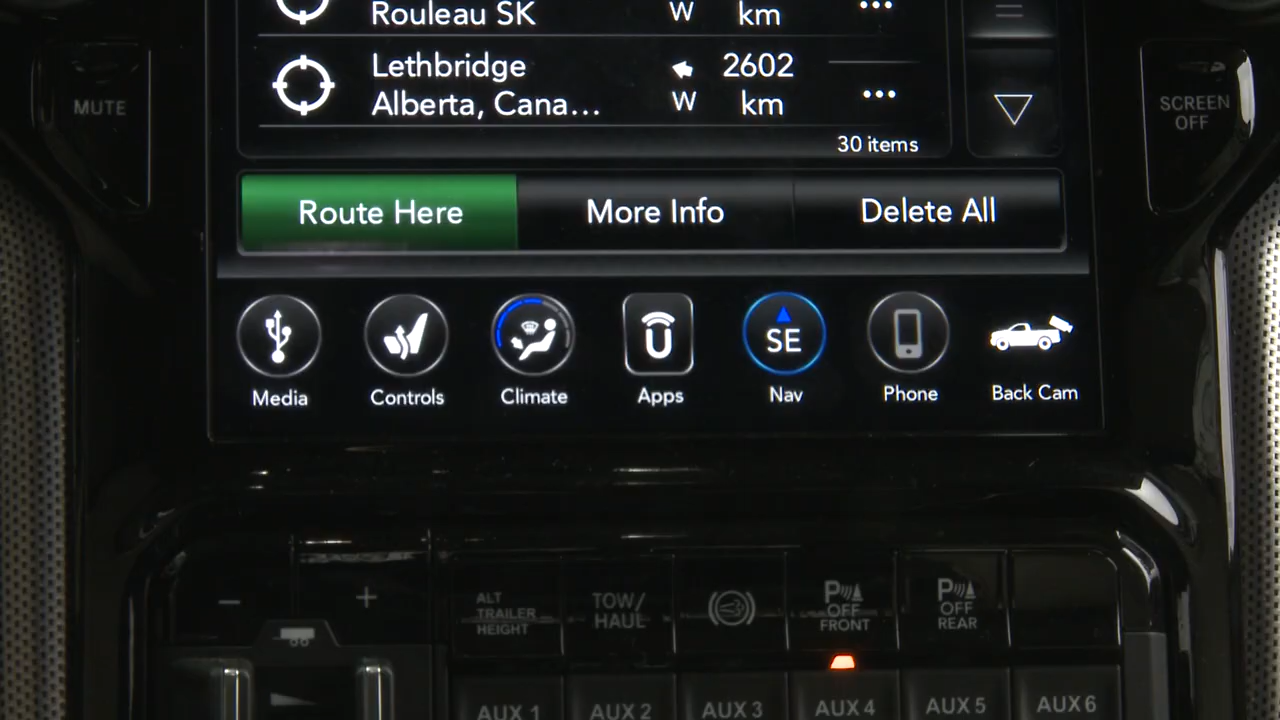 Rouleau SK W km •••
Lethbridge 2602
Alberta, Cana... W km •••
30 items
MUTE
SCREEN
OFF
Route Here More Info Delete All
SE
Media Controls Climate Apps Nav Phone Back Cam
− +
ALT
TRAILER
HEIGHT
TOW/
HAUL
P
OFF
FRONT
P
OFF
REAR
AUX 1 AUX 2 AUX 3 AUX 4 AUX 5 AUX 6